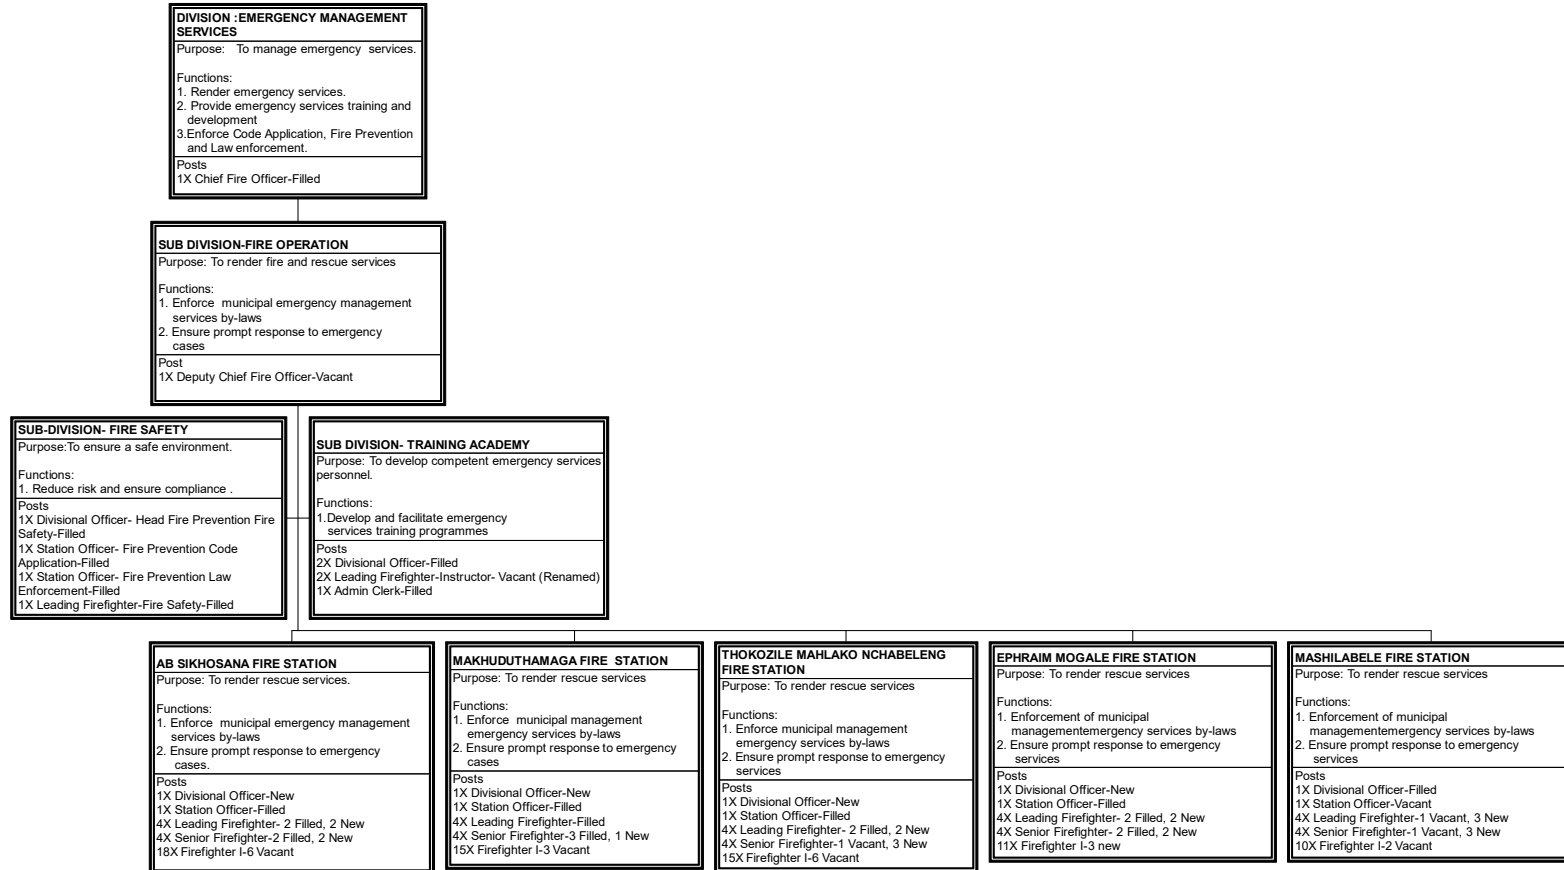 DIVISION :EMERGENCY MANAGEMENT
SERVICES
Purpose:   To manage emergency  services.
Functions:
1. Render emergency services.
2. Provide emergency services training and
development
3.Enforce Code Application, Fire Prevention
and Law enforcement.
Posts
1X Chief Fire Officer-Filled
SUB DIVISION-FIRE OPERATION
Purpose: To render fire and rescue services
Functions:
1. Enforce  municipal emergency management
services by-laws
2. Ensure prompt response to emergency
cases
Post
1X Deputy Chief Fire Officer-Vacant
SUB-DIVISION- FIRE SAFETY
Purpose:To ensure a safe environment.
Functions:
1. Reduce risk and ensure compliance .
Posts
1X Divisional Officer- Head Fire Prevention Fire
Safety-Filled
1X Station Officer- Fire Prevention Code
Application-Filled
1X Station Officer- Fire Prevention Law
Enforcement-Filled
1X Leading Firefighter-Fire Safety-Filled
SUB DIVISION- TRAINING ACADEMY
Purpose: To develop competent emergency services
personnel.
Functions:
1.Develop and facilitate emergency
services training programmes
Posts
2X Divisional Officer-Filled
2X Leading Firefighter-Instructor- Vacant (Renamed)
1X Admin Clerk-Filled
AB SIKHOSANA FIRE STATION
Purpose: To render rescue services.
Functions:
1. Enforce  municipal emergency management
services by-laws
2. Ensure prompt response to emergency
cases.
Posts
1X Divisional Officer-New
1X Station Officer-Filled
4X Leading Firefighter- 2 Filled, 2 New
4X Senior Firefighter-2 Filled, 2 New
18X Firefighter I-6 Vacant
MAKHUDUTHAMAGA FIRE  STATION
Purpose: To render rescue services
Functions:
1. Enforce  municipal management
emergency services by-laws
2. Ensure prompt response to emergency
cases
Posts
1X Divisional Officer-New
1X Station Officer-Filled
4X Leading Firefighter-Filled
4X Senior Firefighter-3 Filled, 1 New
15X Firefighter I-3 Vacant
THOKOZILE MAHLAKO NCHABELENG
FIRE STATION
Purpose: To render rescue services
Functions:
1. Enforce municipal management
emergency services by-laws
2. Ensure prompt response to emergency
services
Posts
1X Divisional Officer-New
1X Station Officer-Filled
4X Leading Firefighter- 2 Filled, 2 New
4X Senior Firefighter-1 Vacant, 3 New
15X Firefighter I-6 Vacant
EPHRAIM MOGALE FIRE STATION
Purpose: To render rescue services
Functions:
1. Enforcement of municipal
managementemergency services by-laws
2. Ensure prompt response to emergency
services
Posts
1X Divisional Officer-New
1X Station Officer-Filled
4X Leading Firefighter- 2 Filled, 2 New
4X Senior Firefighter- 2 Filled, 2 New
11X Firefighter I-3 new
MASHILABELE FIRE STATION
Purpose: To render rescue services
Functions:
1. Enforcement of municipal
managementemergency services by-laws
2. Ensure prompt response to emergency
services
Posts
1X Divisional Officer-Filled
1X Station Officer-Vacant
4X Leading Firefighter-1 Vacant, 3 New
4X Senior Firefighter-1 Vacant, 3 New
10X Firefighter I-2 Vacant